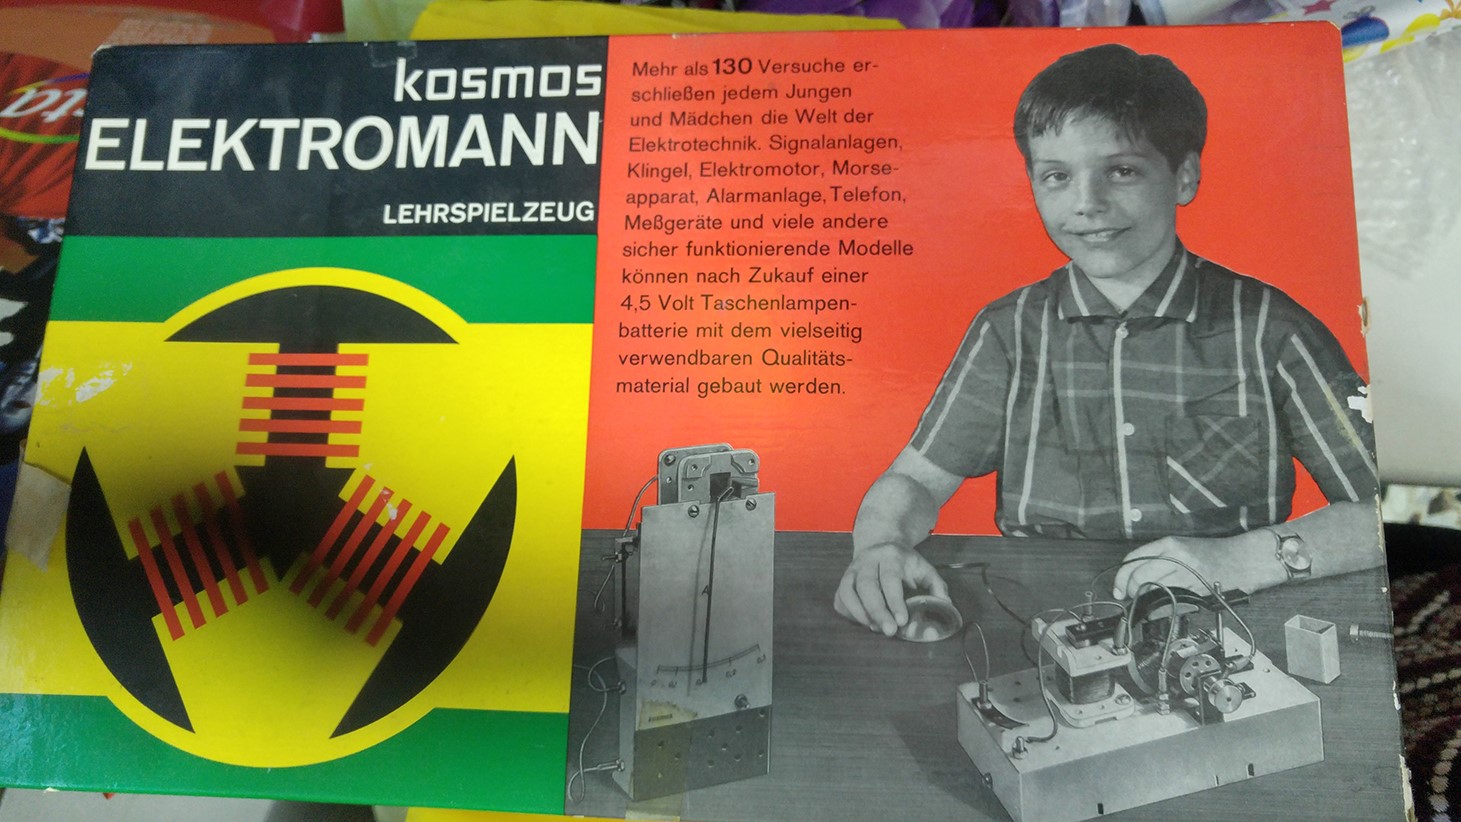 kosmos
ELEKTROMANN
LEHRSPIELZEUG
Mehr als 130 Versuche er-
schließen jedem Jungen
und Mädchen die Welt der
Elektrotechnik. Signalanlagen,
Klingel, Elektromotor, Morse-
apparat, Alarmanlage, Telefon,
Meßgeräte und viele andere
sicher funktionierende Modelle
können nach Zukauf einer
4,5 Volt Taschenlampen-
batterie mit dem vielseitig
verwendbaren Qualitäts-
material gebaut werden.
kosmos